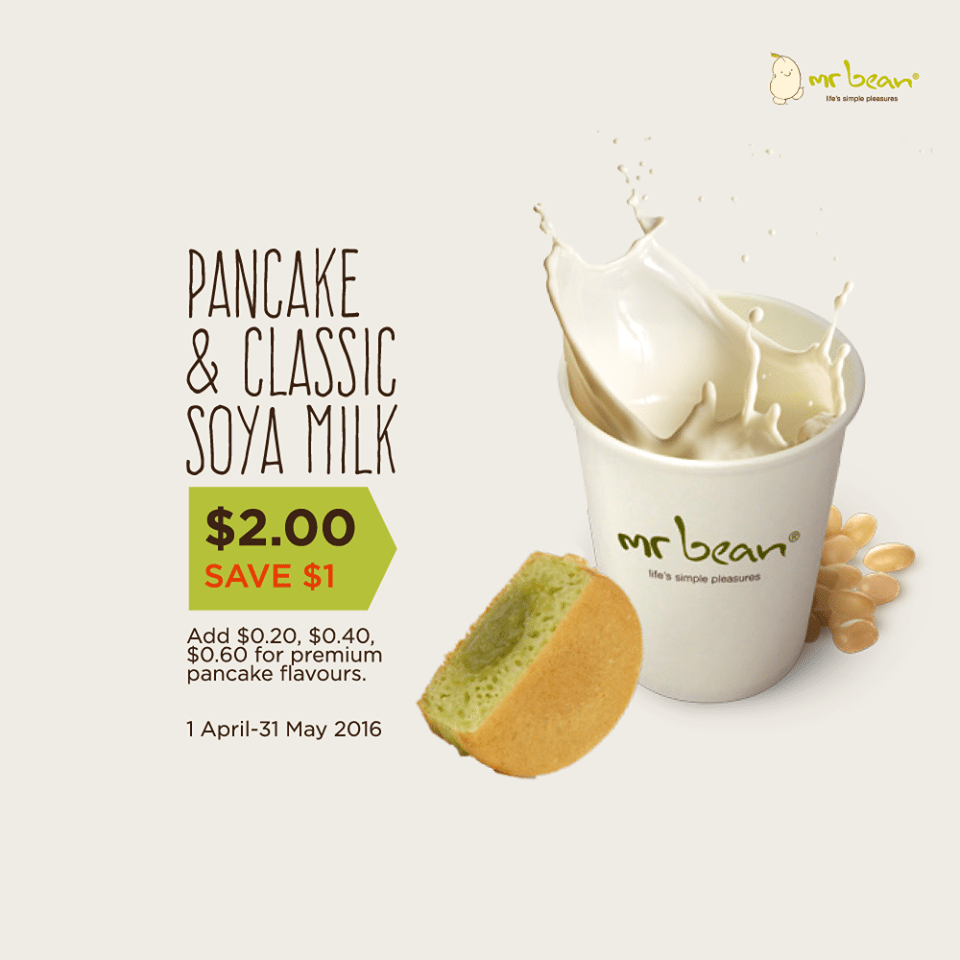 mr bean®
life's simple pleasures
PANCAKE
& CLASSIC
SOYA MILK
$2.00
SAVE $1
Add $0.20, $0.40,
$0.60 for premium
pancake flavours.
1 April-31 May 2016
mr bean®
life's simple pleasures